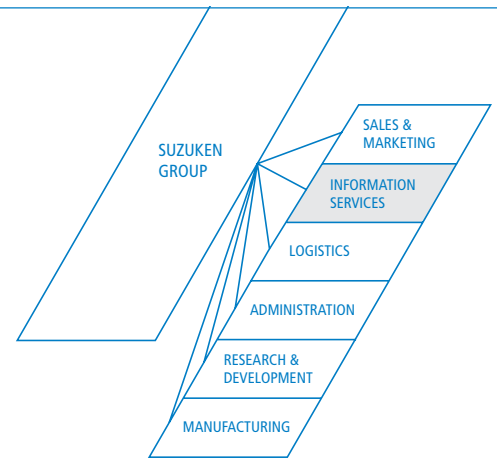 SUZUKEN
GROUP
SALES &
MARKETING
INFORMATION
SERVICES
LOGISTICS
ADMINISTRATION
RESEARCH &
DEVELOPMENT
MANUFACTURING